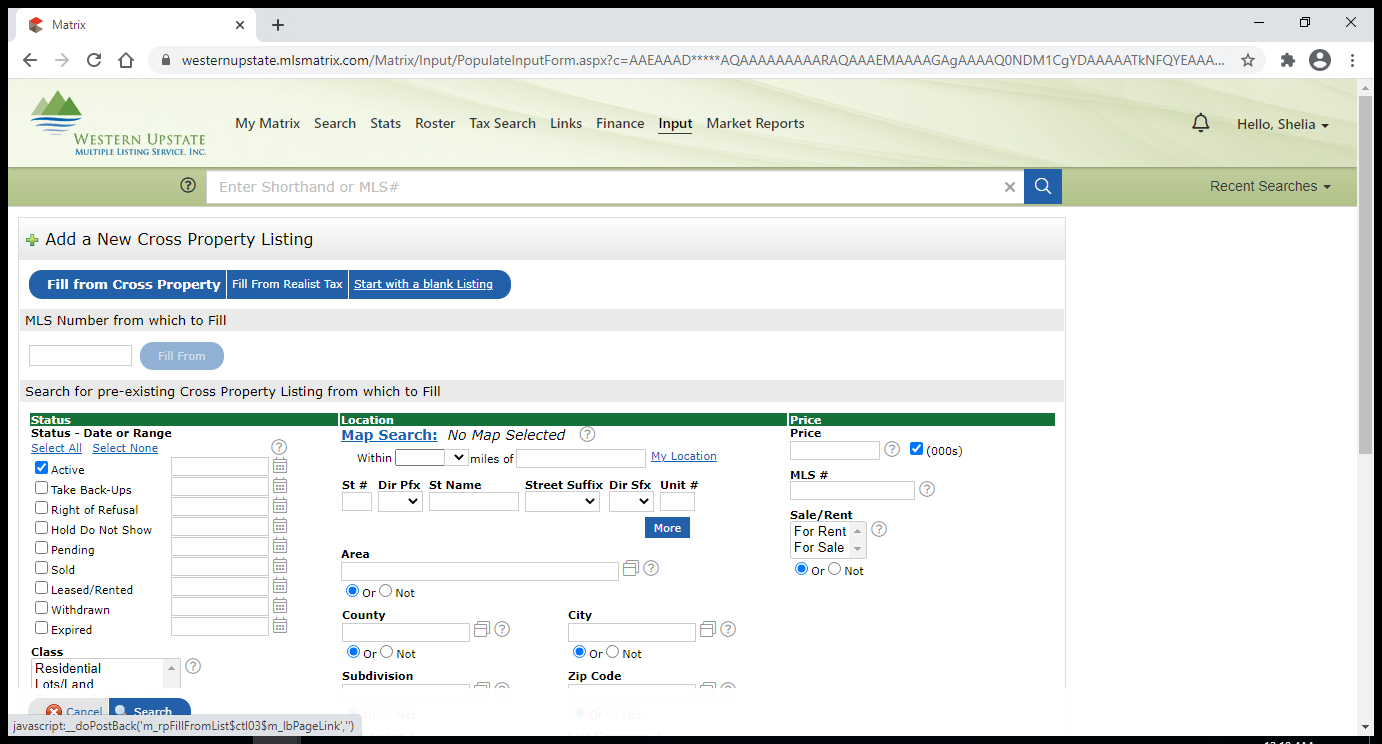 Matrix
westernupstate.mlsmatrix.com/Matrix/Input/PopulateInputForm.aspx?c=AAEAAAD*****AQAAAAAAAAARAQAAAEMAAAAGAgAAAAQ0NDM1CgYDAAAAATkNFQYEAAA...
WESTERN UPSTATE
MULTIPLE LISTING SERVICE, INC.
My Matrix Search Stats Roster Tax Search Links Finance Input Market Reports
Hello, Shelia
Enter Shorthand or MLS#
Recent Searches
Add a New Cross Property Listing
Fill from Cross Property Fill From Realist Tax Start with a blank Listing
MLS Number from which to Fill
Fill From
Search for pre-existing Cross Property Listing from which to Fill
Status Location Price
Status - Date or Range Map Search: No Map Selected Price
Select All Select None
(000s)
Active Within miles of My Location
Take Back-Ups St # Dir Pfx St Name Street Suffix Dir Sfx Unit # MLS #
Right of Refusal
Sale/Rent
Hold Do Not Show More For Rent
Pending Area For Sale
Sold Or Not
Leased/Rented Or Not
Withdrawn County City
Expired
Class Or Not Or Not
Residential
Lots/Land Subdivision Zip Code
Cancel Search Or Not Or Not
javascript:__doPostBack('m_rpFillFromList$ctl03$m_lbPageLink','')